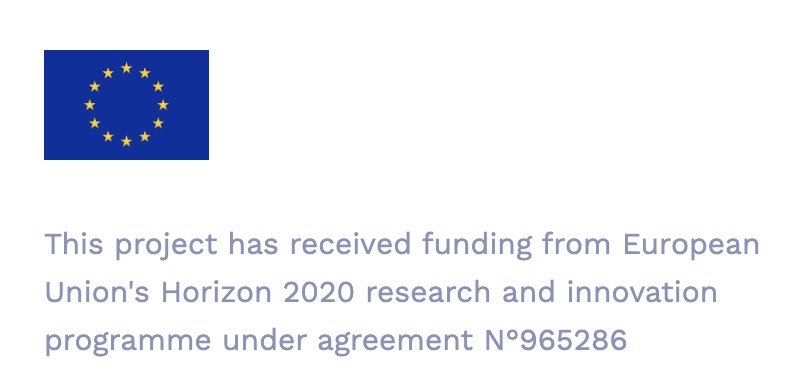 This project has received funding from European
Union's Horizon 2020 research and innovation
programme under agreement N°965286